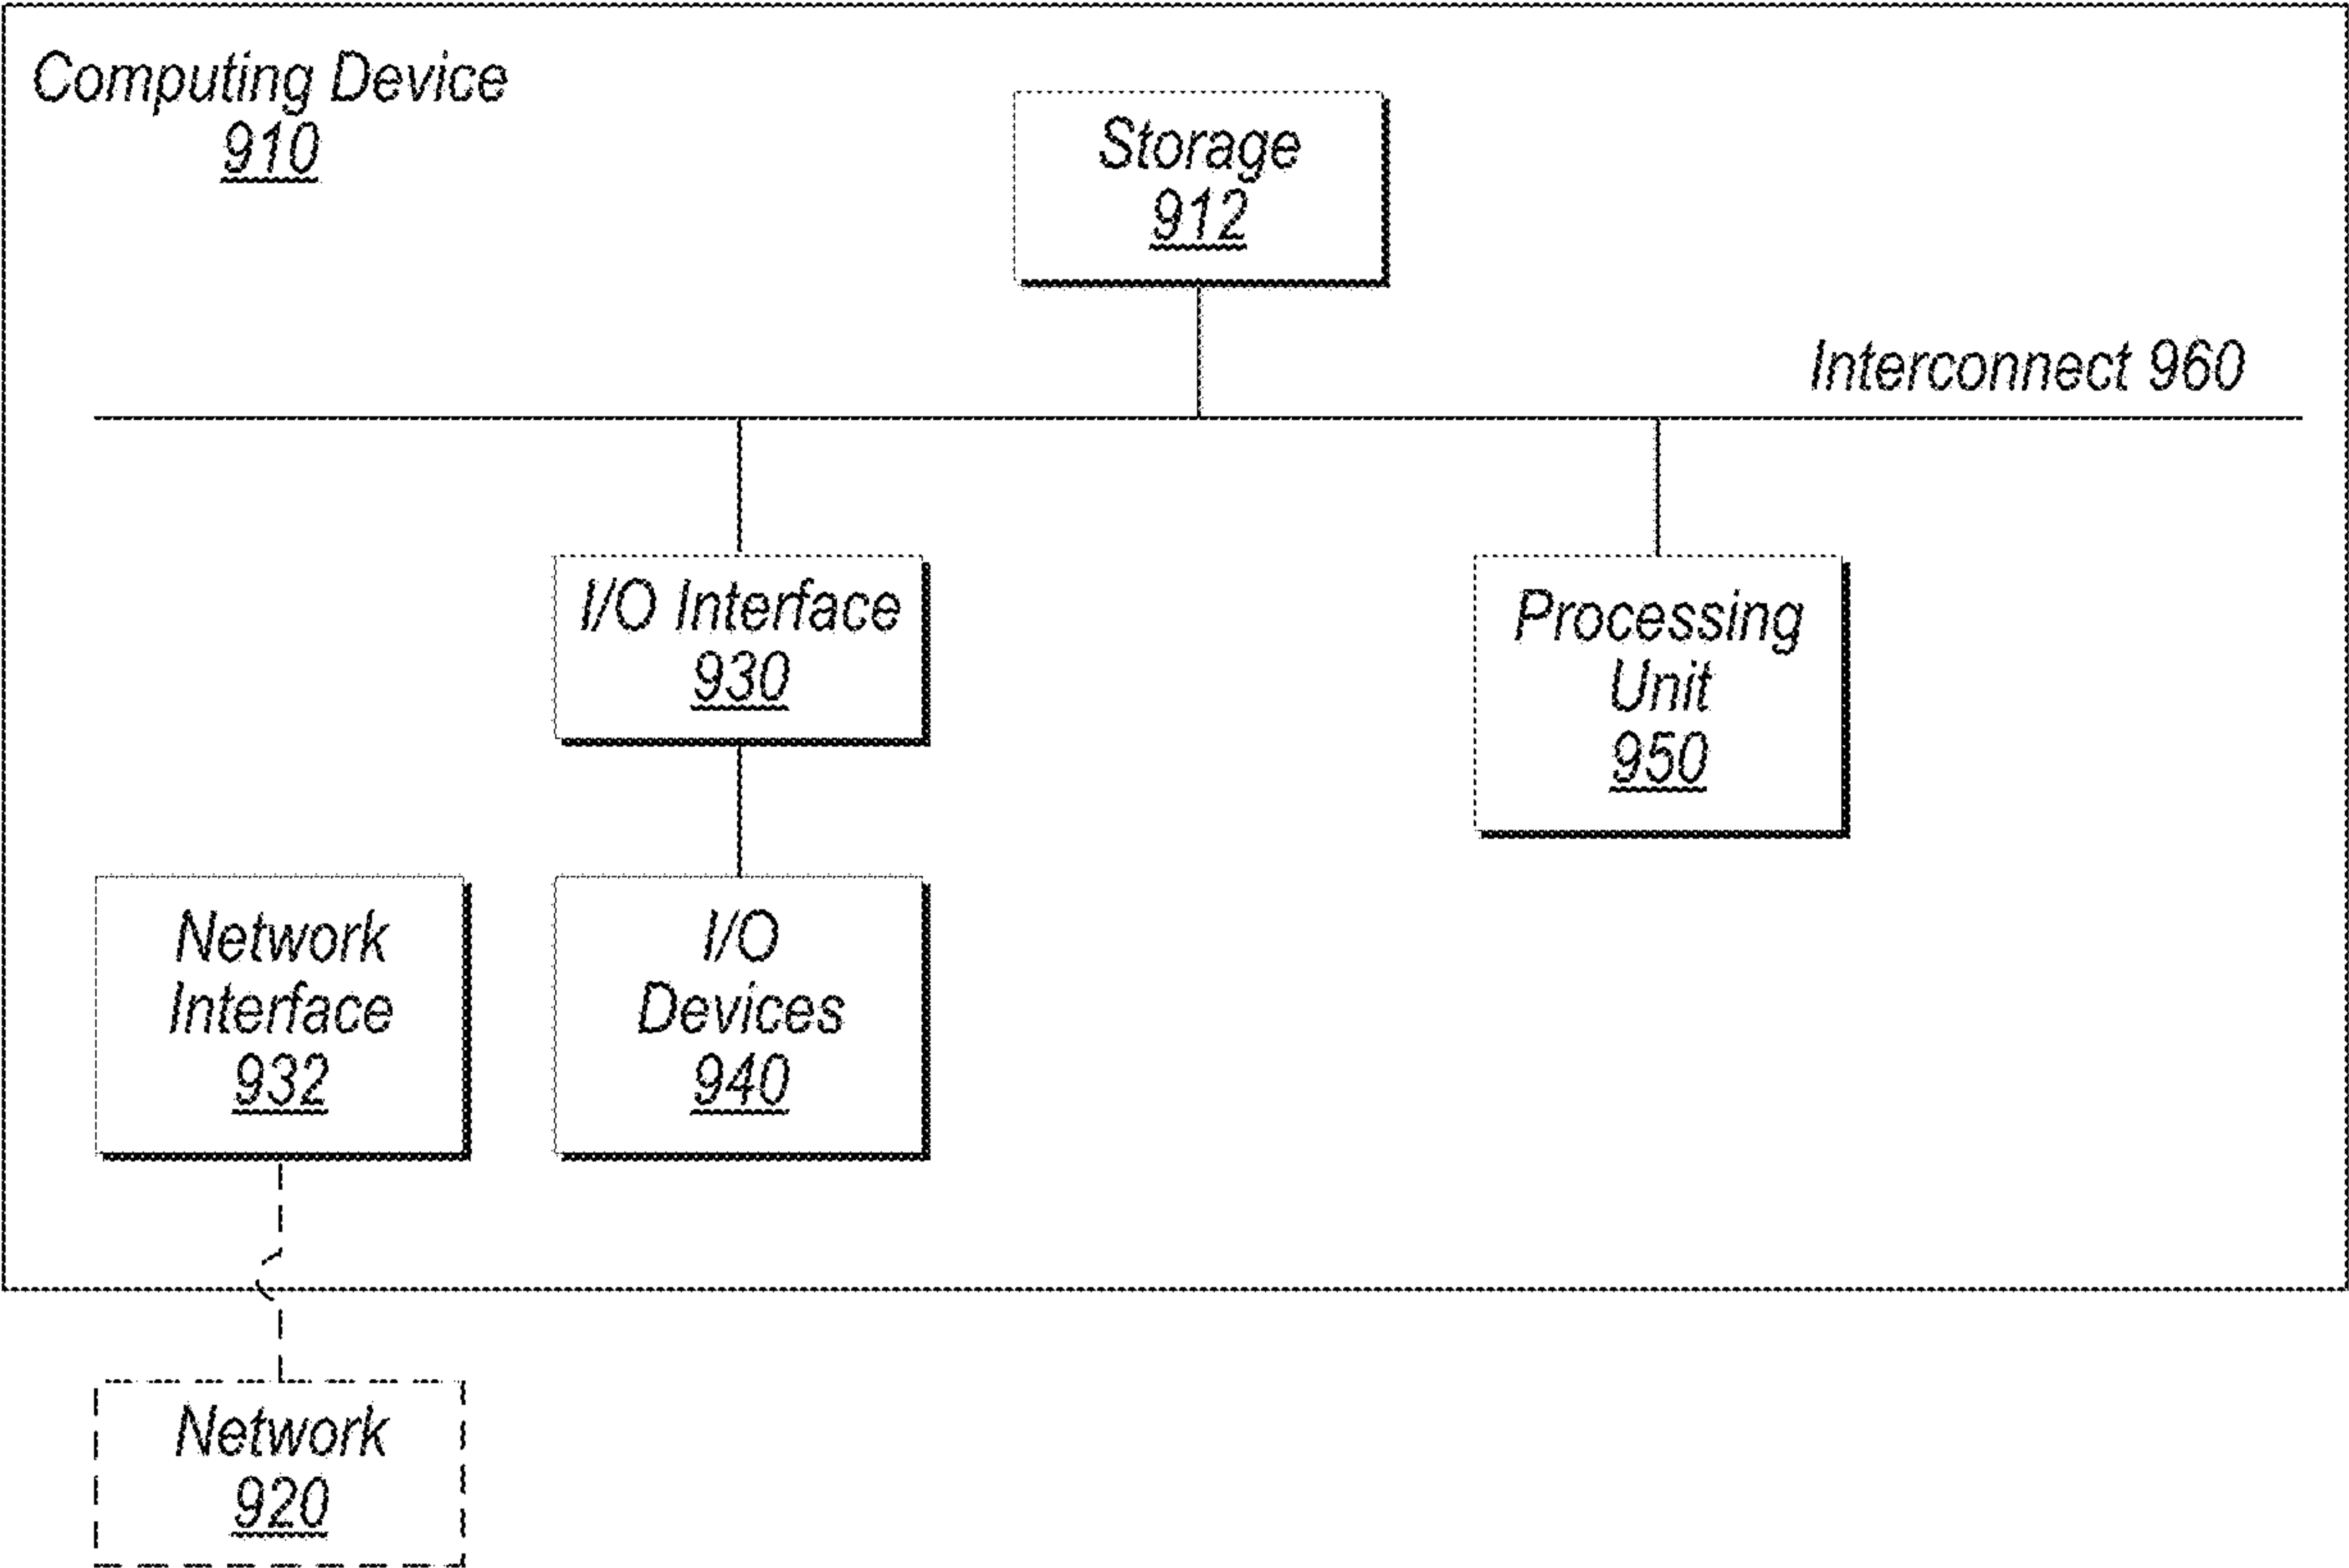 Computing Device
910
Storage
912
Interconnect 960
I/O Interface
930
Processing
Unit
950
Network
Interface
932
I/O
Devices
940
Network
920